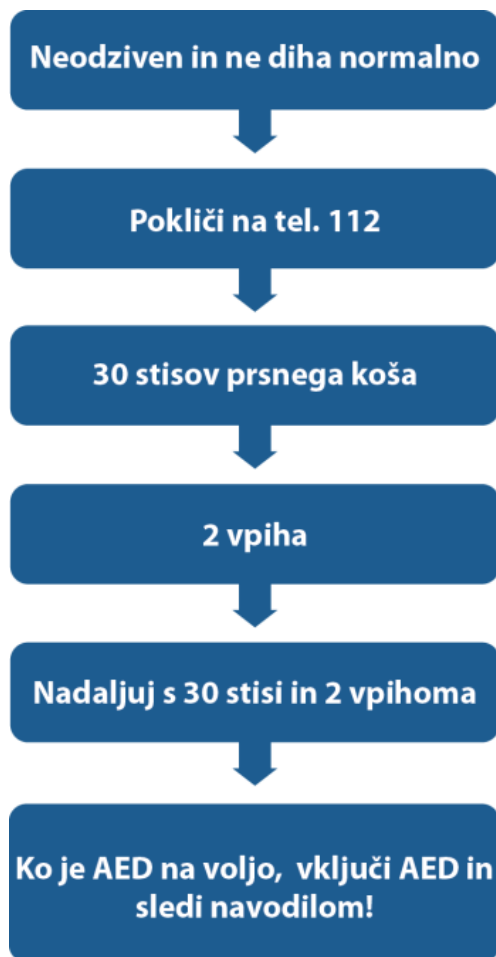 Neodziven in ne diha normalno
Pokliči na tel. 112
30 stisov prsnega koša
2 vpiha
Nadaljuj s 30 stisi in 2 vpihoma
Ko je AED na voljo, vključi AED in
sledi navodilom!